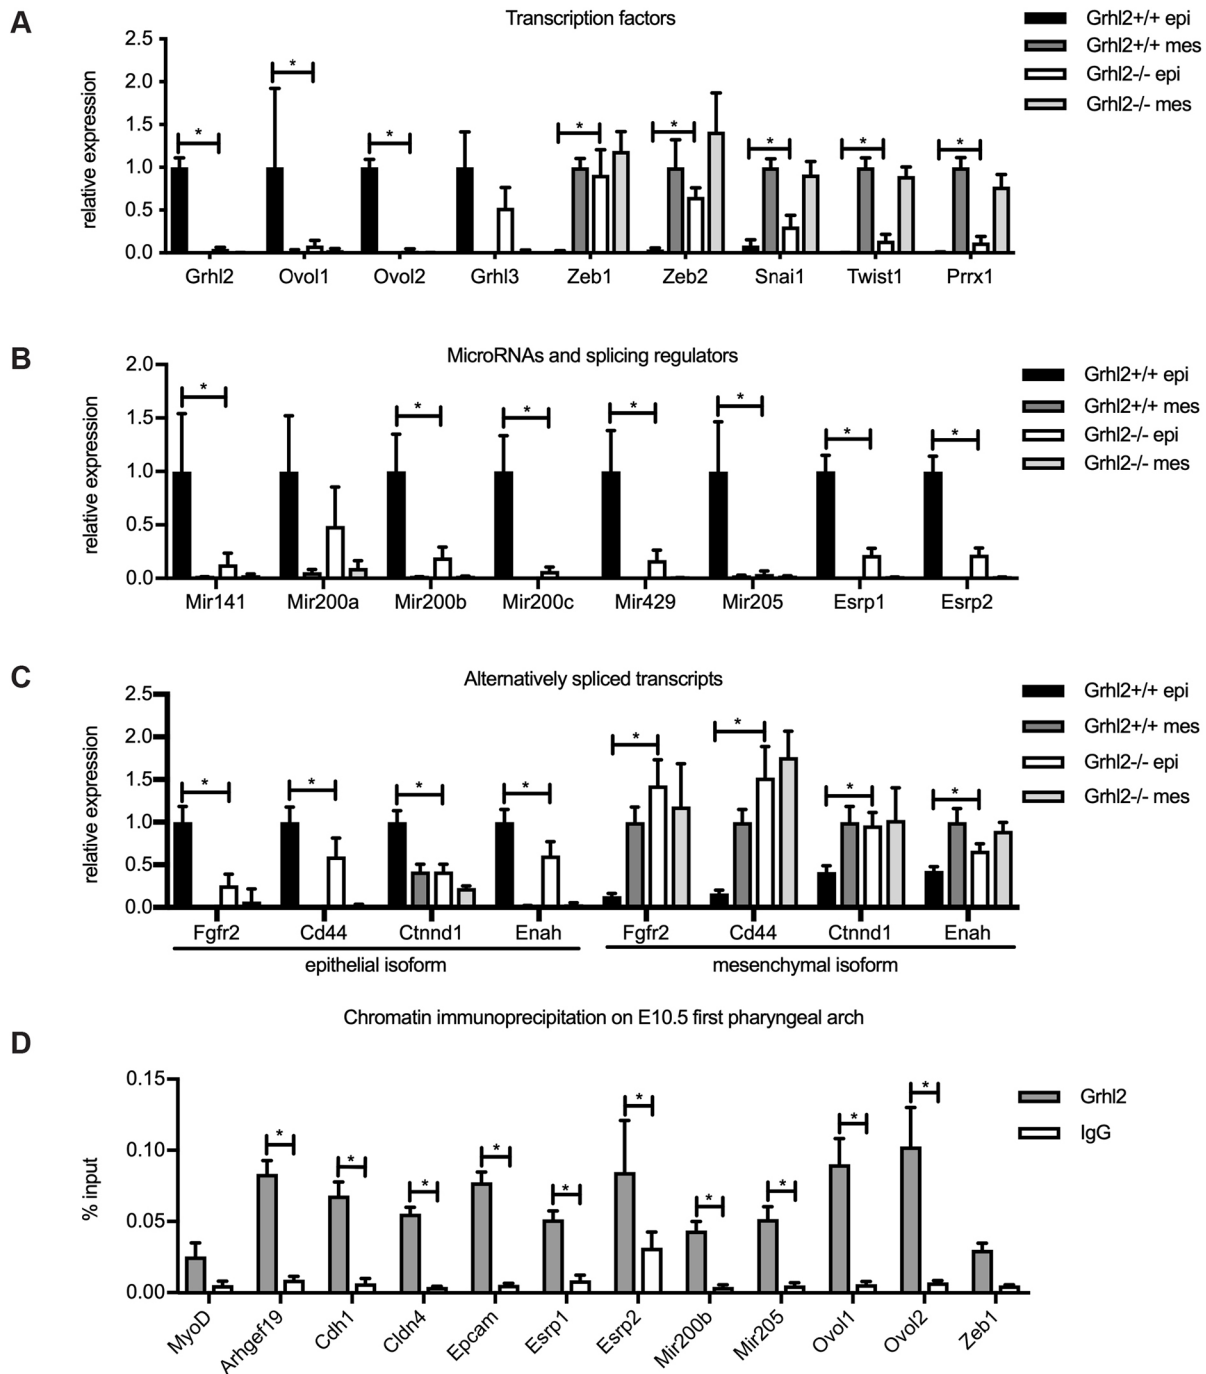 A
Transcription factors
Grhl2+/+ epi
Grhl2+/+ mes
Grhl2-/- epi
Grhl2-/- mes
relative expression
2.5
2.0
1.5
1.0
0.5
0.0
* * * * * * * *
Grhl2 Ovol1 Ovol2 Grhl3 Zeb1 Zeb2 Snai1 Twist1 Prrx1
B
MicroRNAs and splicing regulators
Grhl2+/+ epi
Grhl2+/+ mes
Grhl2-/- epi
Grhl2-/- mes
relative expression
2.0
1.5
1.0
0.5
0.0
* * * * * * *
Mir141 Mir200a Mir200b Mir200c Mir429 Mir205 Esrp1 Esrp2
C
Alternatively spliced transcripts
Grhl2+/+ epi
Grhl2+/+ mes
Grhl2-/- epi
Grhl2-/- mes
relative expression
2.5
2.0
1.5
1.0
0.5
0.0
* * * * * * * *
Fgfr2 Cd44 Ctnnd1 Enah Fgfr2 Cd44 Ctnnd1 Enah
epithelial isoform mesenchymal isoform
D
Chromatin immunoprecipitation on E10.5 first pharyngeal arch
Grhl2
IgG
% input
0.15
0.10
0.05
0.00
* * * * * * * * * *
MyoD Arhgef19 Cdh1 Cldn4 Epcam Esrp1 Esrp2 Mir200b Mir205 Ovol1 Ovol2 Zeb1